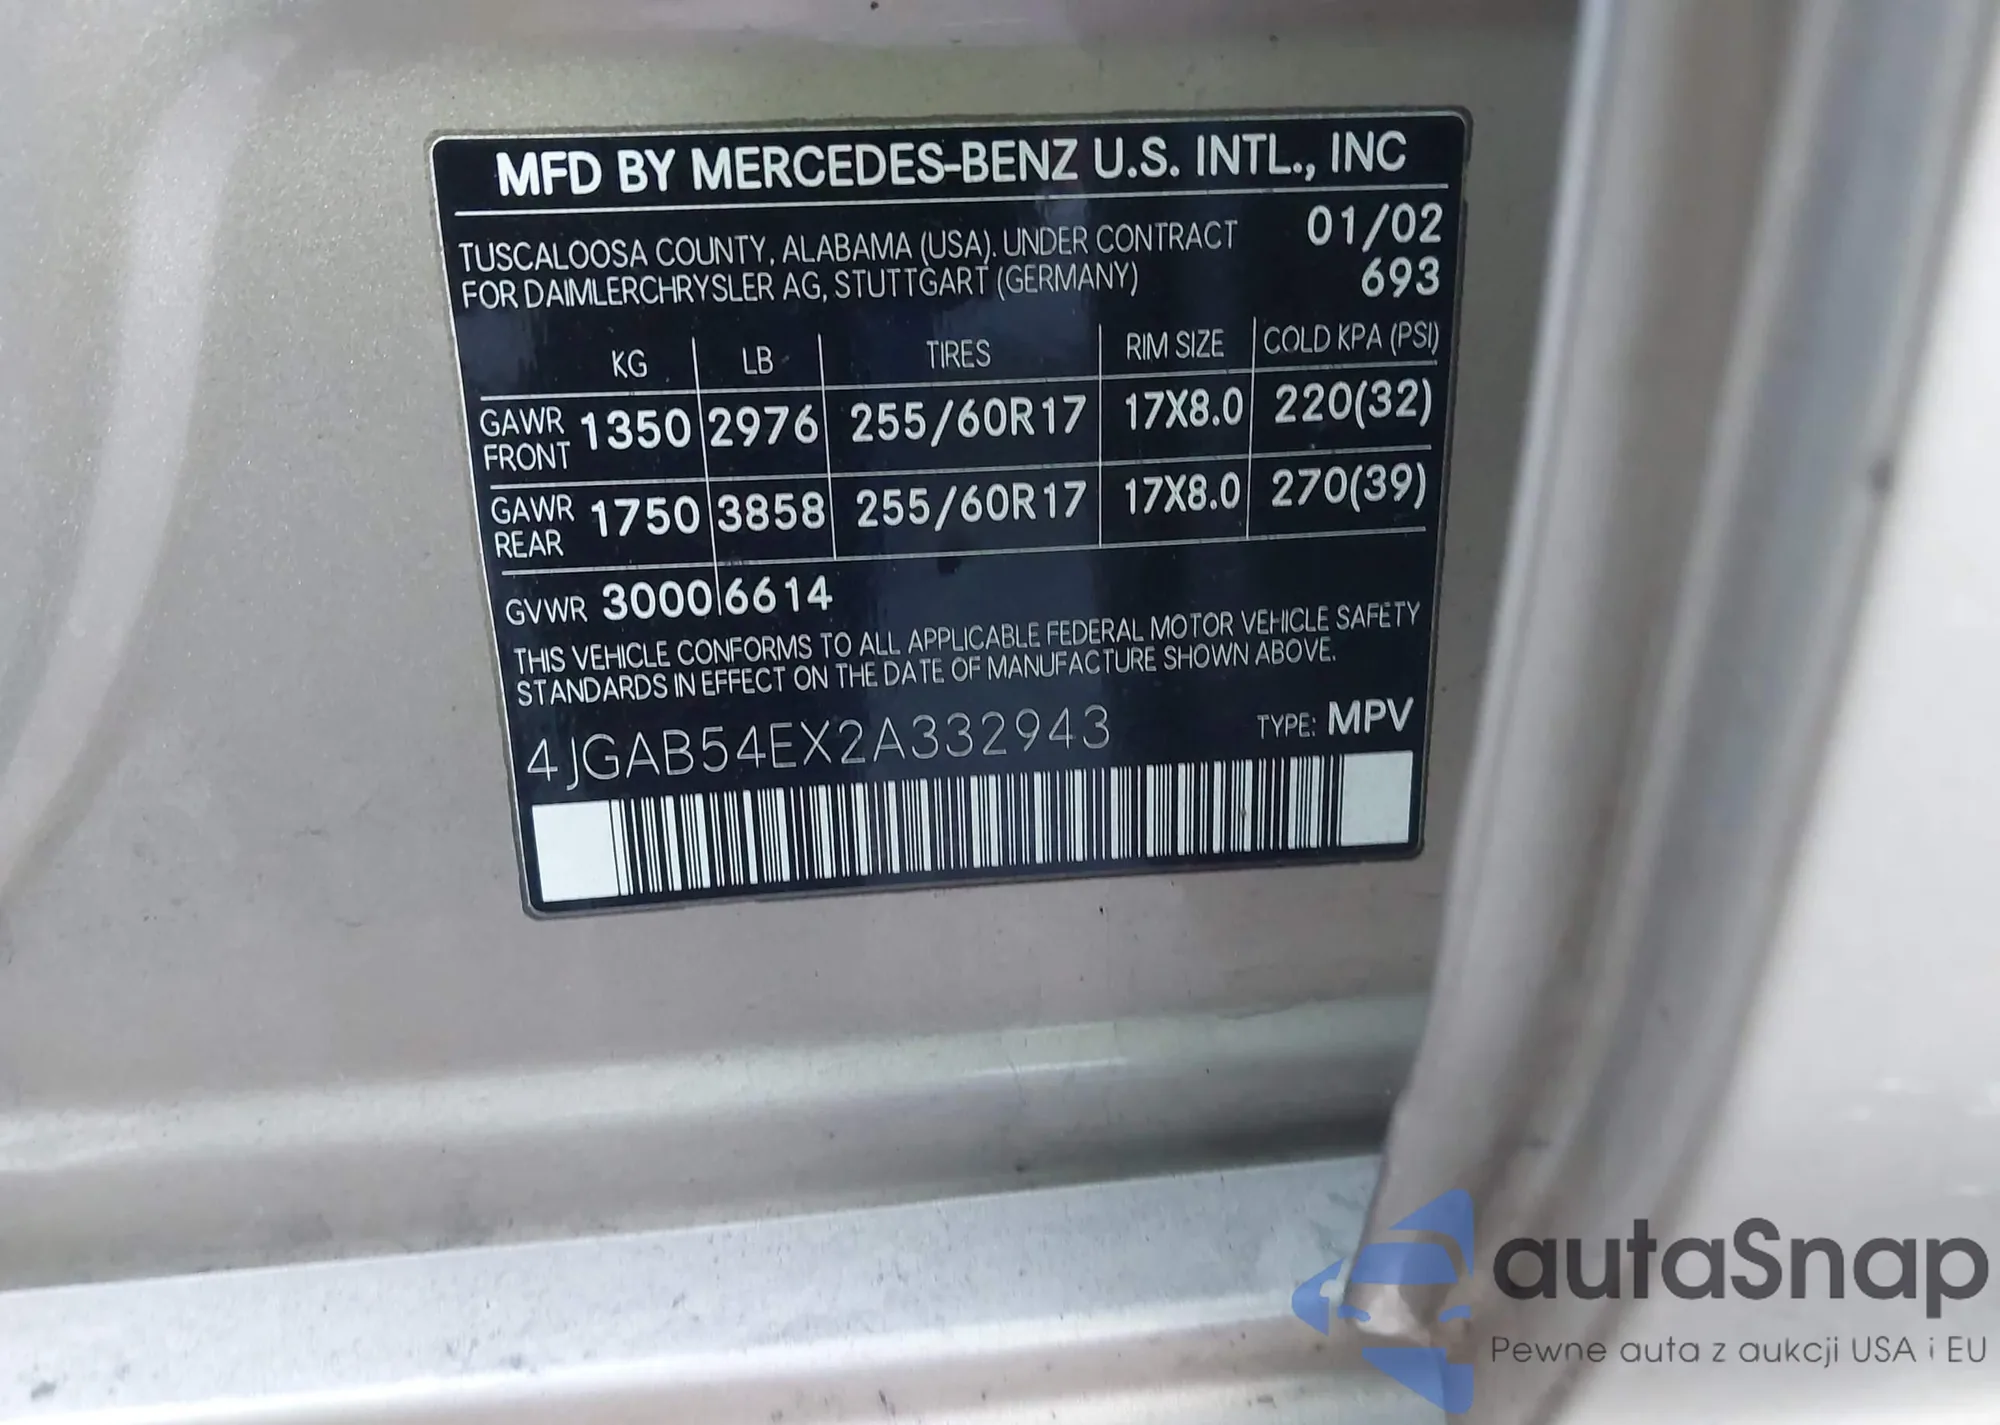 MFD BY MERCEDES-BENZ U.S. INTL., INC
TUSCALOOSA COUNTY, ALABAMA (USA). UNDER CONTRACT 01/02
FOR DAIMLERCHRYSLER AG, STUTTGART (GERMANY) 693
KG LB TIRES RIM SIZE COLD KPA (PSI)
GAWR FRONT 1350 2976 255/60R17 17X8.0 220(32)
GAWR REAR 1750 3858 255/60R17 17X8.0 270(39)
GVWR 3000 6614
THIS VEHICLE CONFORMS TO ALL APPLICABLE FEDERAL MOTOR VEHICLE SAFETY
STANDARDS IN EFFECT ON THE DATE OF MANUFACTURE SHOWN ABOVE.
4JGAB54EX2A332943 TYPE: MPV
autaSnap
Pewne auta z aukcji USA i EU